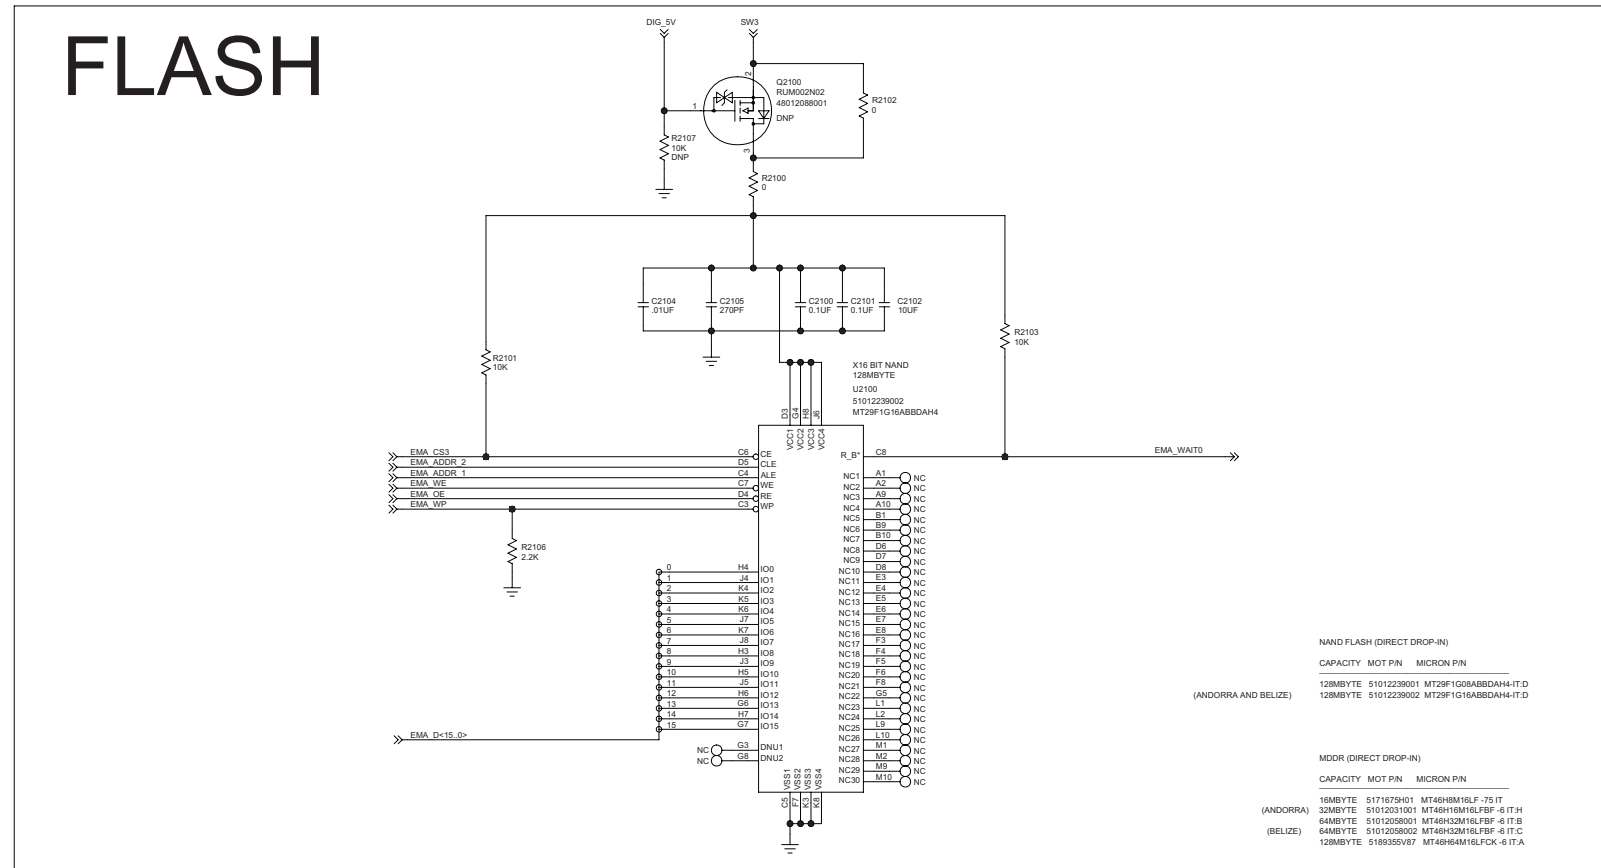 FLASH
DIG_5V
SW3
2
Q2100
RUM002N02
48012088001
DNP
1
3
R2102
0
R2107
10K
DNP
R2100
0
C2104
.01UF
C2105
270PF
C2100
0.1UF
C2101
0.1UF
C2102
10UF
R2101
10K
R2103
10K
X16 BIT NAND
128MBYTE
U2100
51012239002
MT29F1G16ABBDAH4
D3 G4 H8 J6
VCC1 VCC2 VCC3 VCC4
EMA_CS3 C6 CE
EMA_ADDR_2 D5 CLE
EMA_ADDR_1 C4 ALE
EMA_WE C7 WE
EMA_OE D4 RE
EMA_WP C3 WP
R2106
2.2K
R_B* C8 EMA_WAIT0
NC1 A1 NC
NC2 A2 NC
NC3 A9 NC
NC4 A10 NC
NC5 B1 NC
NC6 B9 NC
NC7 B10 NC
NC8 D6 NC
NC9 D7 NC
NC10 D8 NC
NC11 E3 NC
NC12 E4 NC
NC13 E5 NC
NC14 E6 NC
NC15 E7 NC
NC16 E8 NC
NC17 F3 NC
NC18 F4 NC
NC19 F5 NC
NC20 F6 NC
NC21 F8 NC
NC22 G5 NC
NC23 L1 NC
NC24 L2 NC
NC25 L9 NC
NC26 L10 NC
NC27 M1 NC
NC28 M2 NC
NC29 M9 NC
NC30 M10 NC
0 H4 IO0
1 J4 IO1
2 K4 IO2
3 K5 IO3
4 K6 IO4
5 J7 IO5
6 K7 IO6
7 J8 IO7
8 H3 IO8
9 J3 IO9
10 H5 IO10
11 J5 IO11
12 H6 IO12
13 G6 IO13
14 H7 IO14
15 G7 IO15
EMA_D<15..0>
NC G3 DNU1
NC G8 DNU2
VSS1 VSS2 VSS3 VSS4
C5 F7 K3 K8
NAND FLASH (DIRECT DROP-IN)
CAPACITY MOT P/N MICRON P/N
128MBYTE 51012239001 MT29F1G08ABBDAH4-IT:D
(ANDORRA AND BELIZE) 128MBYTE 51012239002 MT29F1G16ABBDAH4-IT:D
MDDR (DIRECT DROP-IN)
CAPACITY MOT P/N MICRON P/N
16MBYTE 5171675H01 MT46H8M16LF -75 IT
(ANDORRA) 32MBYTE 51012031001 MT46H16M16LFBF -6 IT:H
64MBYTE 51012058001 MT46H32M16LFBF -6 IT:B
(BELIZE) 64MBYTE 51012058002 MT46H32M16LFBF -6 IT:C
128MBYTE 5189355V87 MT46H64M16LFCK -6 IT:A